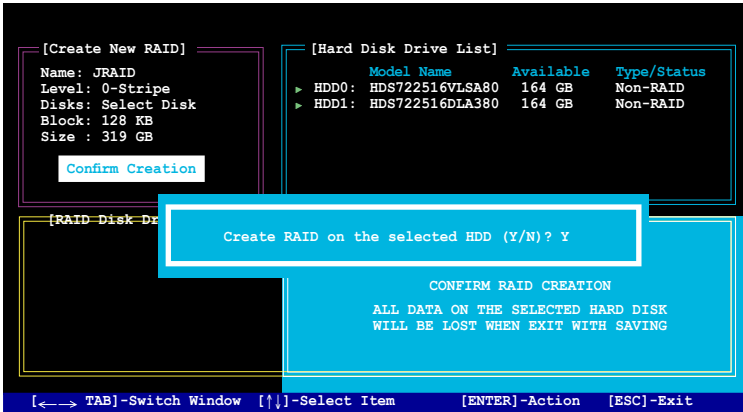 [Create New RAID]
Name: JRAID
Level: 0-Stripe
Disks: Select Disk
Block: 128 KB
Size : 319 GB
Confirm Creation
[Hard Disk Drive List]
Model Name Available Type/Status
HDD0: HDS722516VLSA80 164 GB Non-RAID
HDD1: HDS722516DLA380 164 GB Non-RAID
[RAID Disk Dr
Create RAID on the selected HDD (Y/N)? Y
CONFIRM RAID CREATION
ALL DATA ON THE SELECTED HARD DISK
WILL BE LOST WHEN EXIT WITH SAVING
[←→ TAB]-Switch Window [↑↓]-Select Item [ENTER]-Action [ESC]-Exit